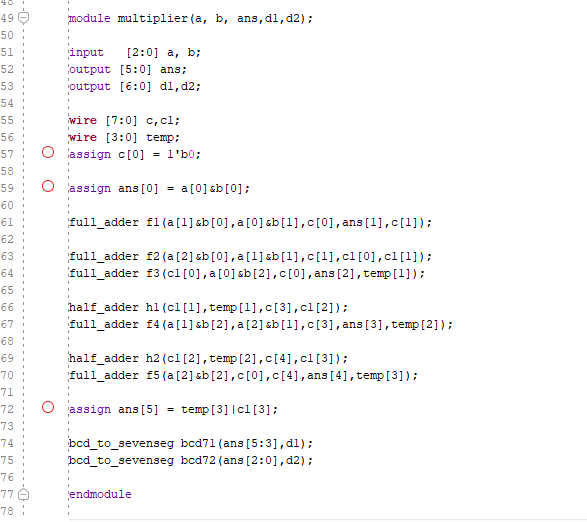 48
49 module multiplier(a, b, ans,d1,d2);
50
51 input   [2:0] a, b;
52 output [5:0] ans;
53 output [6:0] d1,d2;
54
55 wire [7:0] c,c1;
56 wire [3:0] temp;
57 assign c[0] = 1'b0;
58
59 assign ans[0] = a[0]&b[0];
60
61 full_adder f1(a[1]&b[0],a[0]&b[1],c[0],ans[1],c[1]);
62
63 full_adder f2(a[2]&b[0],a[1]&b[1],c[1],c1[0],c1[1]);
64 full_adder f3(c1[0],a[0]&b[2],c[0],ans[2],temp[1]);
65
66 half_adder h1(c1[1],temp[1],c[3],c1[2]);
67 full_adder f4(a[1]&b[2],a[2]&b[1],c[3],ans[3],temp[2]);
68
69 half_adder h2(c1[2],temp[2],c[4],c1[3]);
70 full_adder f5(a[2]&b[2],c[0],c[4],ans[4],temp[3]);
71
72 assign ans[5] = temp[3]|c1[3];
73
74 bcd_to_sevenseg bcd71(ans[5:3],d1);
75 bcd_to_sevenseg bcd72(ans[2:0],d2);
76
77 endmodule
78